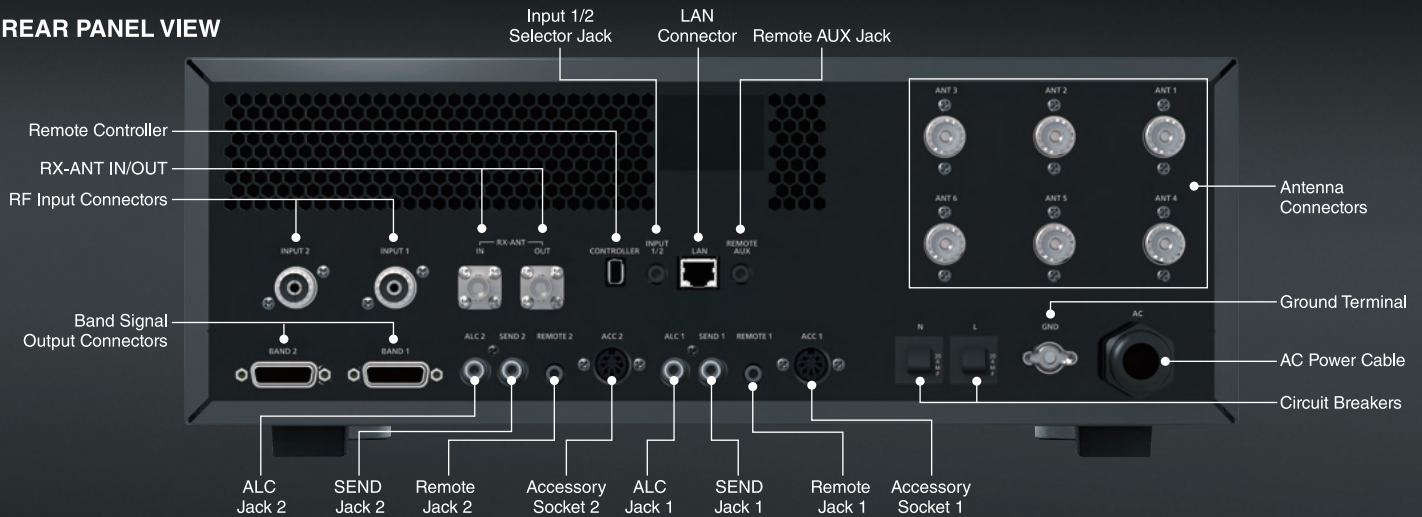 REAR PANEL VIEW
Input 1/2
Selector Jack
LAN
Connector
Remote AUX Jack
Remote Controller
RX-ANT IN/OUT
RF Input Connectors
Band Signal
Output Connectors
ANT 3
ANT 2
ANT 1
ANT 6
ANT 5
ANT 4
Antenna
Connectors
INPUT 2
INPUT 1
RX-ANT
IN
OUT
CONTROLLER
INPUT
1/2
LAN
REMOTE
AUX
BAND 2
BAND 1
ALC 2
SEND 2
REMOTE 2
ACC 2
ALC 1
SEND 1
REMOTE 1
ACC 1
N
L
GND
AC
Ground Terminal
AC Power Cable
Circuit Breakers
ALC
Jack 2
SEND
Jack 2
Remote
Jack 2
Accessory
Socket 2
ALC
Jack 1
SEND
Jack 1
Remote
Jack 1
Accessory
Socket 1